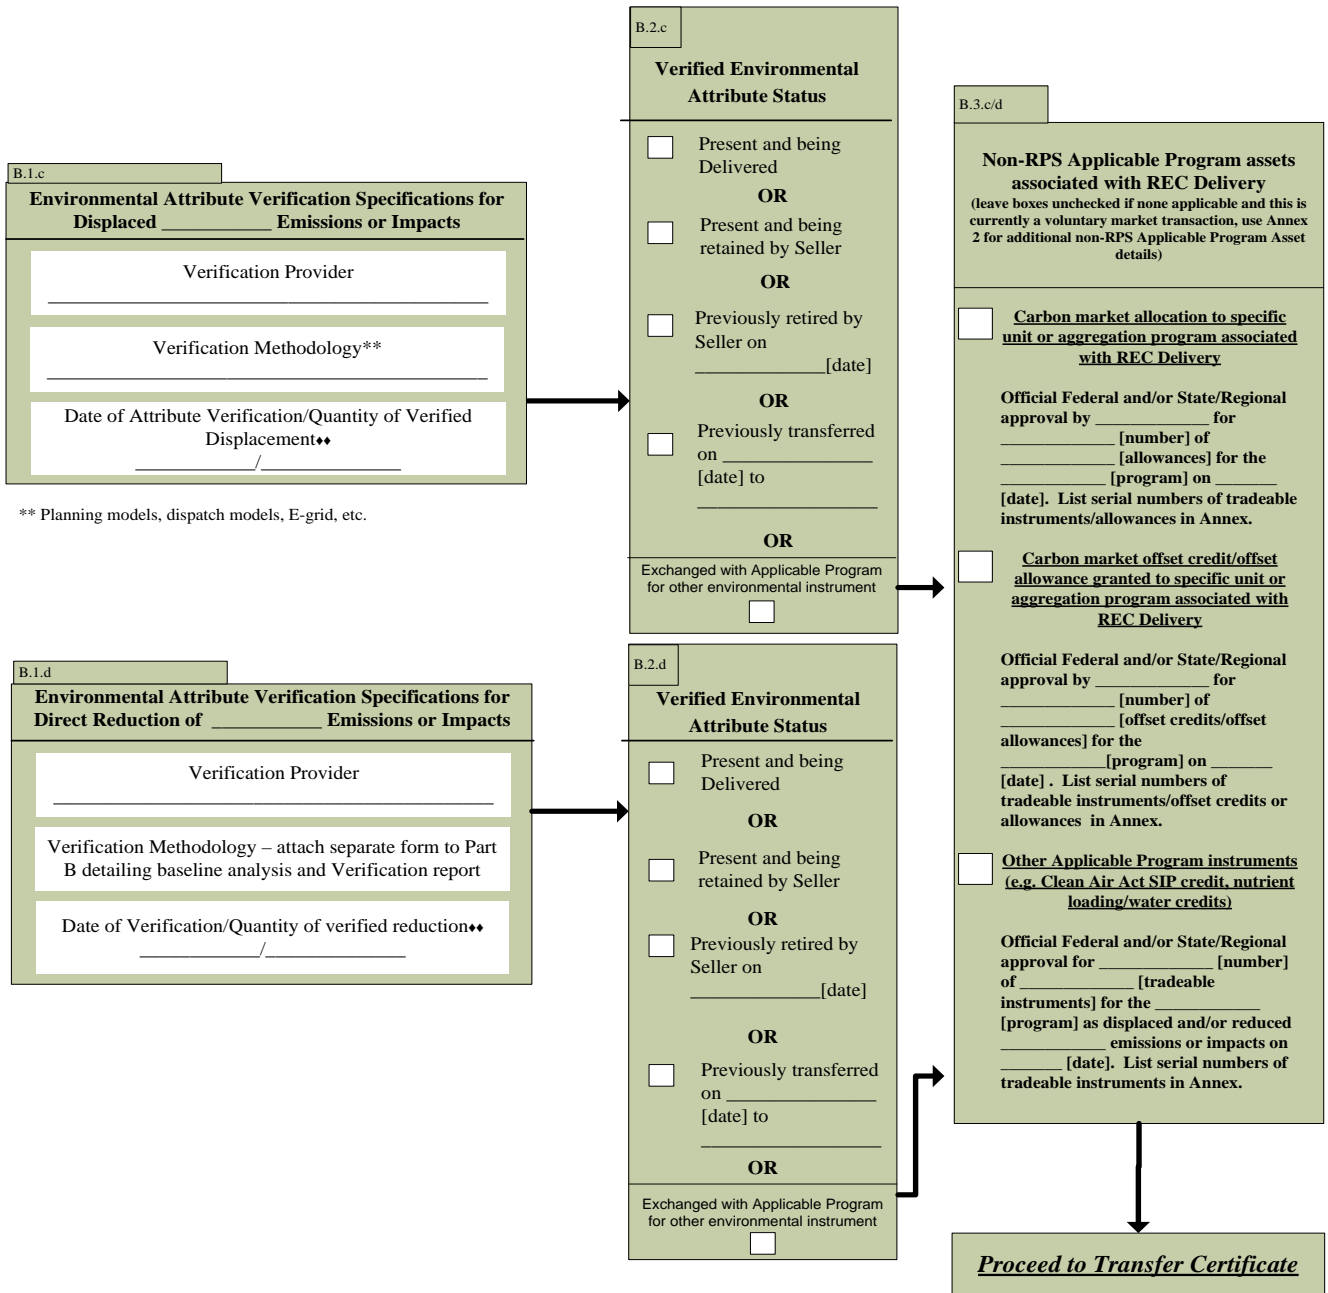 B.1.c
Environmental Attribute Verification Specifications for
Displaced ___________ Emissions or Impacts
Verification Provider
____________________________________________
Verification Methodology**
____________________________________________
Date of Attribute Verification/Quantity of Verified
Displacement♦♦
____________/______________
** Planning models, dispatch models, E-grid, etc.
B.2.c
Verified Environmental
Attribute Status
Present and being
Delivered
OR
Present and being
retained by Seller
OR
Previously retired by
Seller on
_____________[date]
OR
Previously transferred
on _______________
[date] to
__________________
OR
Exchanged with Applicable Program
for other environmental instrument
B.1.d
Environmental Attribute Verification Specifications for
Direct Reduction of ___________ Emissions or Impacts
Verification Provider
____________________________________________
Verification Methodology – attach separate form to Part
B detailing baseline analysis and Verification report
Date of Verification/Quantity of verified reduction♦♦
____________/______________
B.2.d
Verified Environmental
Attribute Status
Present and being
Delivered
OR
Present and being
retained by Seller
OR
Previously retired by
Seller on
_____________[date]
OR
Previously transferred
on _______________
[date] to
__________________
OR
Exchanged with Applicable Program
for other environmental instrument
B.3.c/d
Non-RPS Applicable Program assets
associated with REC Delivery
(leave boxes unchecked if none applicable and this is
currently a voluntary market transaction, use Annex
2 for additional non-RPS Applicable Program Asset
details)
Carbon market allocation to specific
unit or aggregation program associated
with REC Delivery
Official Federal and/or State/Regional
approval by _____________ for
_____________ [number] of
_____________ [allowances] for the
____________ [program] on _______
[date].  List serial numbers of tradeable
instruments/allowances in Annex.
Carbon market offset credit/offset
allowance granted to specific unit or
aggregation program associated with
REC Delivery
Official Federal and/or State/Regional
approval by _____________ for
_____________ [number] of
_____________ [offset credits/offset
allowances] for the
____________[program] on _______
[date] .  List serial numbers of
tradeable instruments/offset credits or
allowances  in Annex.
Other Applicable Program instruments
(e.g. Clean Air Act SIP credit, nutrient
loading/water credits)
Official Federal and/or State/Regional
approval for _____________ [number]
of _____________ [tradeable
instruments] for the ____________
[program] as displaced and/or reduced
____________ emissions or impacts on
_______ [date].  List serial numbers of
tradeable instruments in Annex.
Proceed to Transfer Certificate